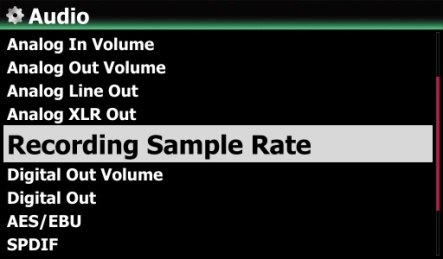 Audio
Analog In Volume
Analog Out Volume
Analog Line Out
Analog XLR Out
Recording Sample Rate
Digital Out Volume
Digital Out
AES/EBU
SPDIF